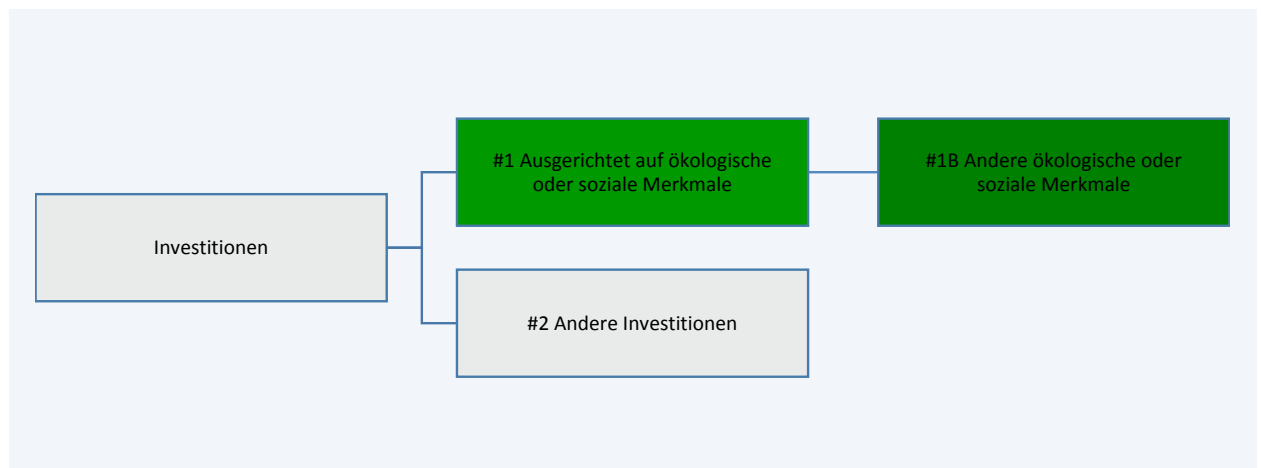 #1 Ausgerichtet auf ökologische
oder soziale Merkmale
#1B Andere ökologische oder
soziale Merkmale
Investitionen
#2 Andere Investitionen